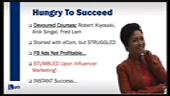 Hungry To Succeed
Devoured Courses: Robert Kiyosaki,
Anik Singal, Fred Lam
Started with eCom, but STRUGGLED
FB Ads Not Profitable...
STUMBLED Upon Influencer
Marketing!
INSTANT Success...